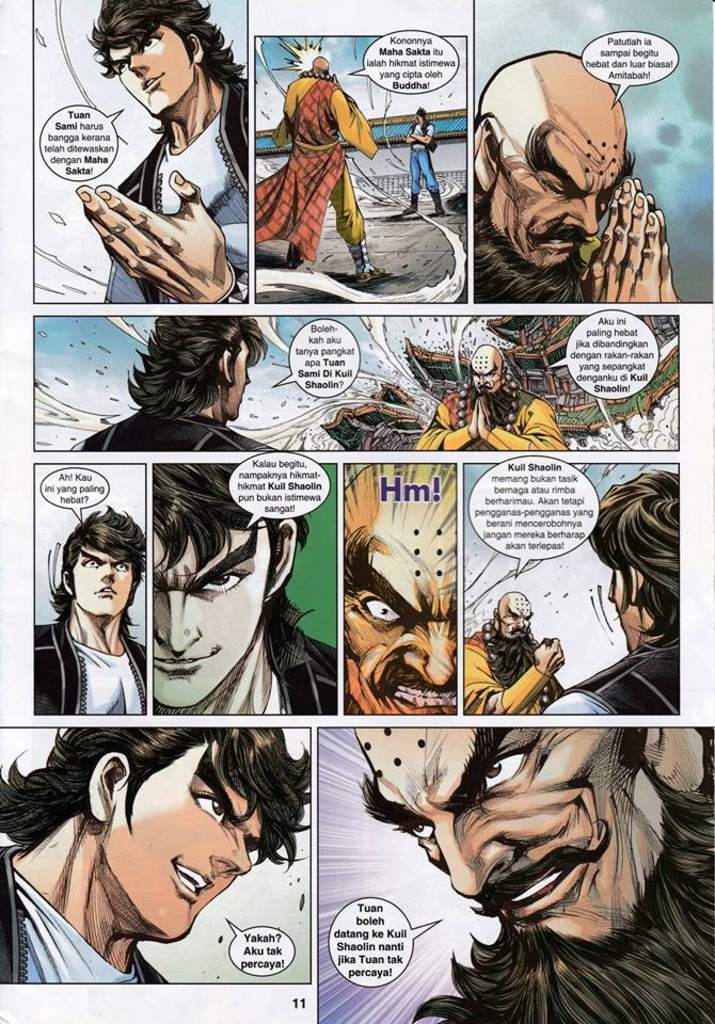 Tuan
Sami harus
bangga kerana
telah ditewaskan
dengan Maha
Sakta!
Kononnya
Maha Sakta itu
ialah hikmat istimewa
yang cipta oleh
Buddha!
Patutlah ia
sampai begitu
hebat dan luar biasa!
Amitabah!
Boleh-
kah aku
tanya pangkat
apa Tuan
Sami Di Kuil
Shaolin?
Aku ini
paling hebat
jika dibandingkan
dengan rakan-rakan
yang sepangkat
denganku di Kuil
Shaolin!
Ah! Kau
ini yang paling
hebat?
Kalau begitu,
nampaknya hikmat-
hikmat Kuil Shaolin
pun bukan istimewa
sangat!
Hm!
Kuil Shaolin
memang bukan tasik
bernaga atau rimba
berharimau. Akan tetapi
pengganas-pengganas yang
berani mencerobohnya
jangan mereka berharap
akan terlepas!
Yakah?
Aku tak
percaya!
Tuan
boleh
datang ke Kuil
Shaolin nanti
jika Tuan tak
percaya!
11